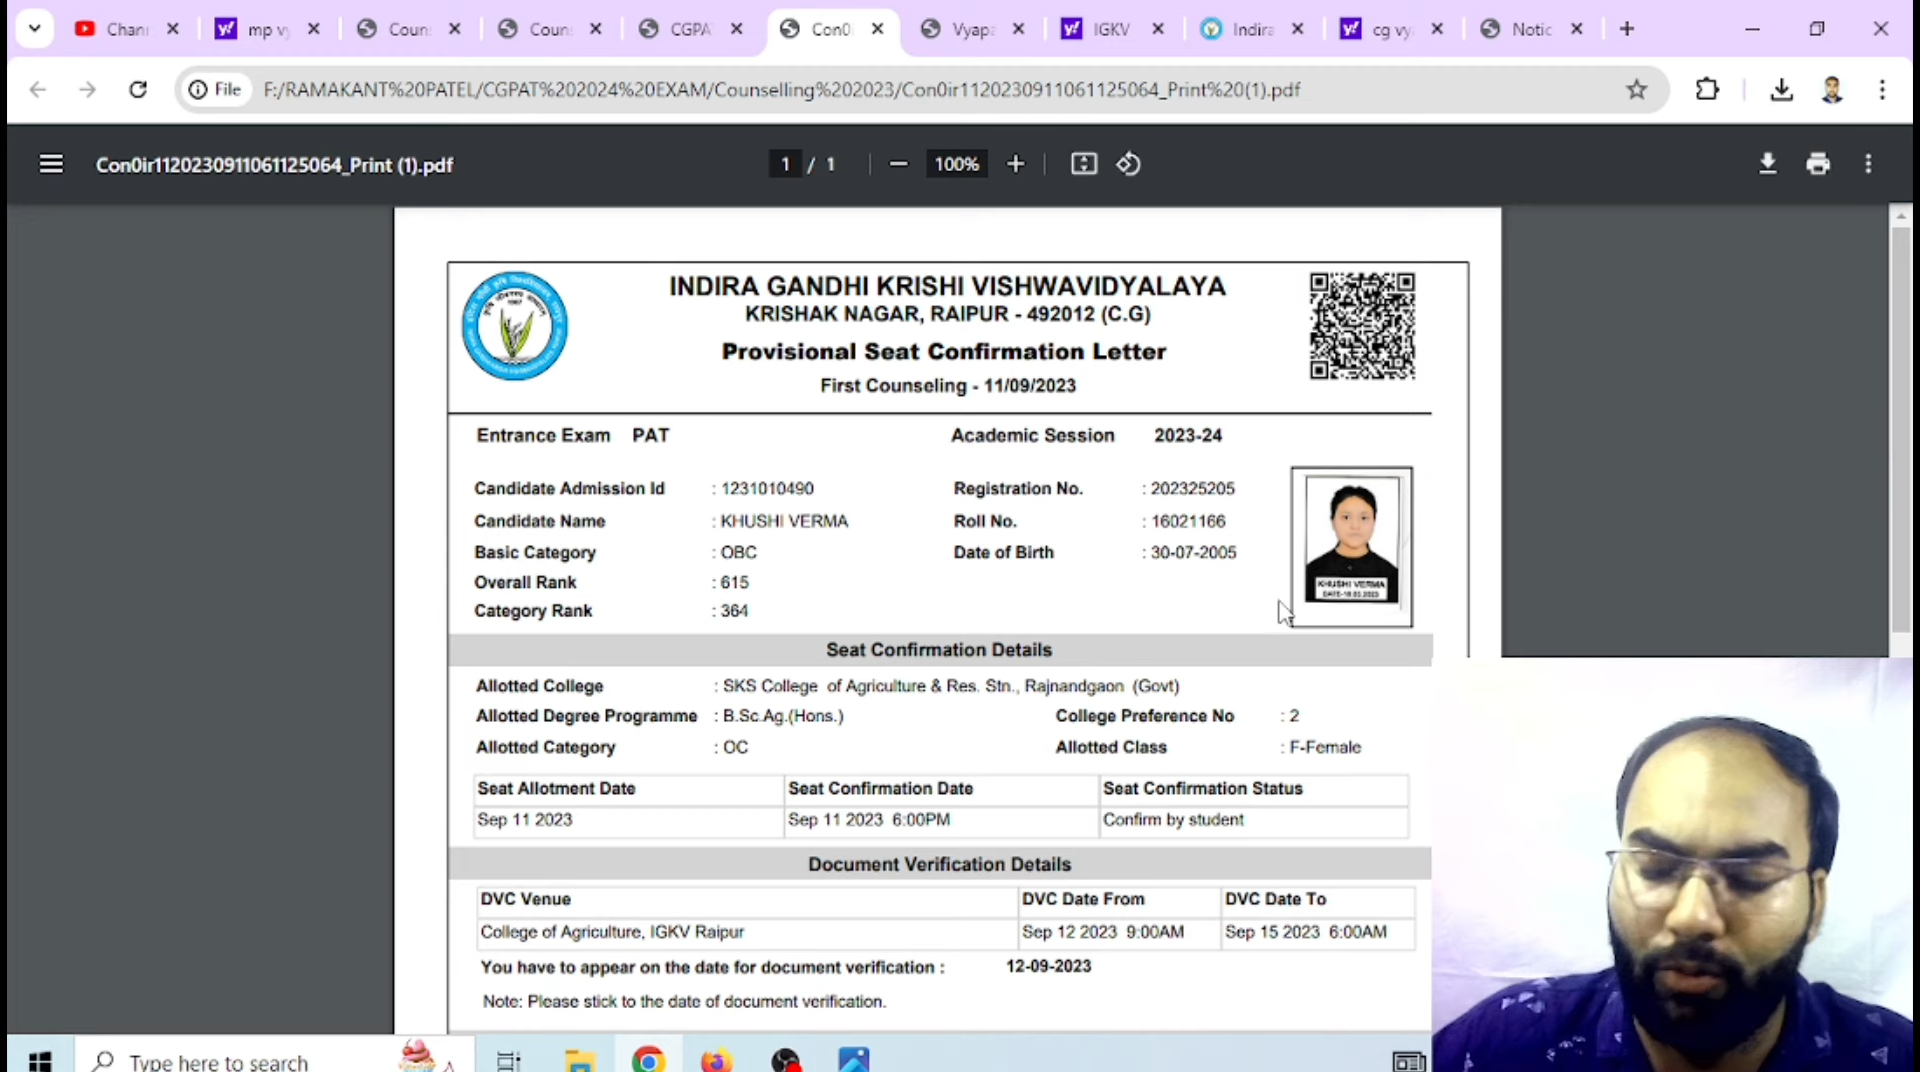 Chan
mp v
Coun
Coun
CGPA
Con0
Vyap
IGKV
Indira
cg vy
Notic
File
F:/RAMAKANT%20PATEL/CGPAT%202024%20EXAM/Counselling%202023/Con0ir1120230911061125064_Print%20(1).pdf
Con0ir1120230911061125064_Print (1).pdf
1 / 1
100%
INDIRA GANDHI KRISHI VISHWAVIDYALAYA
KRISHAK NAGAR, RAIPUR - 492012 (C.G)
Provisional Seat Confirmation Letter
First Counseling - 11/09/2023
Entrance Exam PAT Academic Session 2023-24
Candidate Admission Id : 1231010490 Registration No. : 202325205
Candidate Name : KHUSHI VERMA Roll No. : 16021166
Basic Category : OBC Date of Birth : 30-07-2005
Overall Rank : 615
Category Rank : 364
KHUSHI VERMA
Seat Confirmation Details
Allotted College : SKS College of Agriculture & Res. Stn., Rajnandgaon (Govt)
Allotted Degree Programme : B.Sc.Ag.(Hons.) College Preference No : 2
Allotted Category : OC Allotted Class : F-Female
Seat Allotment Date Seat Confirmation Date Seat Confirmation Status
Sep 11 2023 Sep 11 2023 6:00PM Confirm by student
Document Verification Details
DVC Venue DVC Date From DVC Date To
College of Agriculture, IGKV Raipur Sep 12 2023 9:00AM Sep 15 2023 6:00AM
You have to appear on the date for document verification : 12-09-2023
Note: Please stick to the date of document verification.
Type here to search